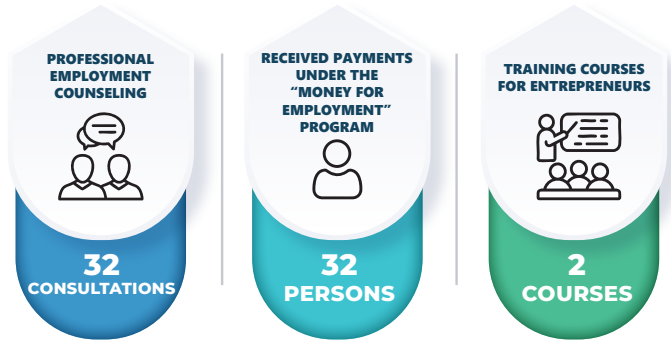 PROFESSIONAL
EMPLOYMENT
COUNSELING
32
CONSULTATIONS
RECEIVED PAYMENTS
UNDER THE
“MONEY FOR
EMPLOYMENT”
PROGRAM
32
PERSONS
TRAINING COURSES
FOR ENTREPRENEURS
2
COURSES